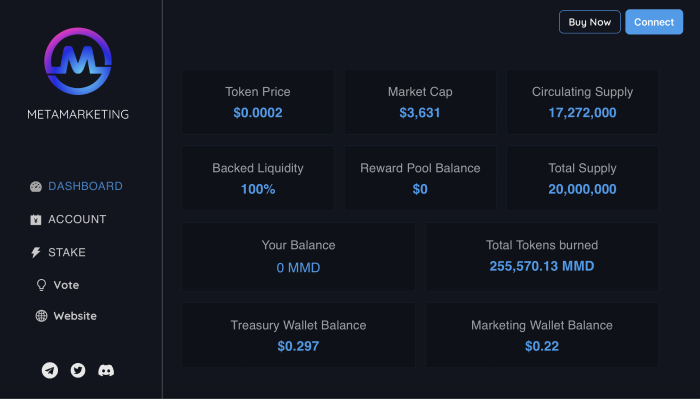 Buy Now
Connect
M
METAMARKETING
DASHBOARD
ACCOUNT
STAKE
Vote
Website
Token Price
$0.0002
Market Cap
$3,631
Circulating Supply
17,272,000
Backed Liquidity
100%
Reward Pool Balance
$0
Total Supply
20,000,000
Your Balance
0 MMD
Total Tokens burned
255,570.13 MMD
Treasury Wallet Balance
$0.297
Marketing Wallet Balance
$0.22